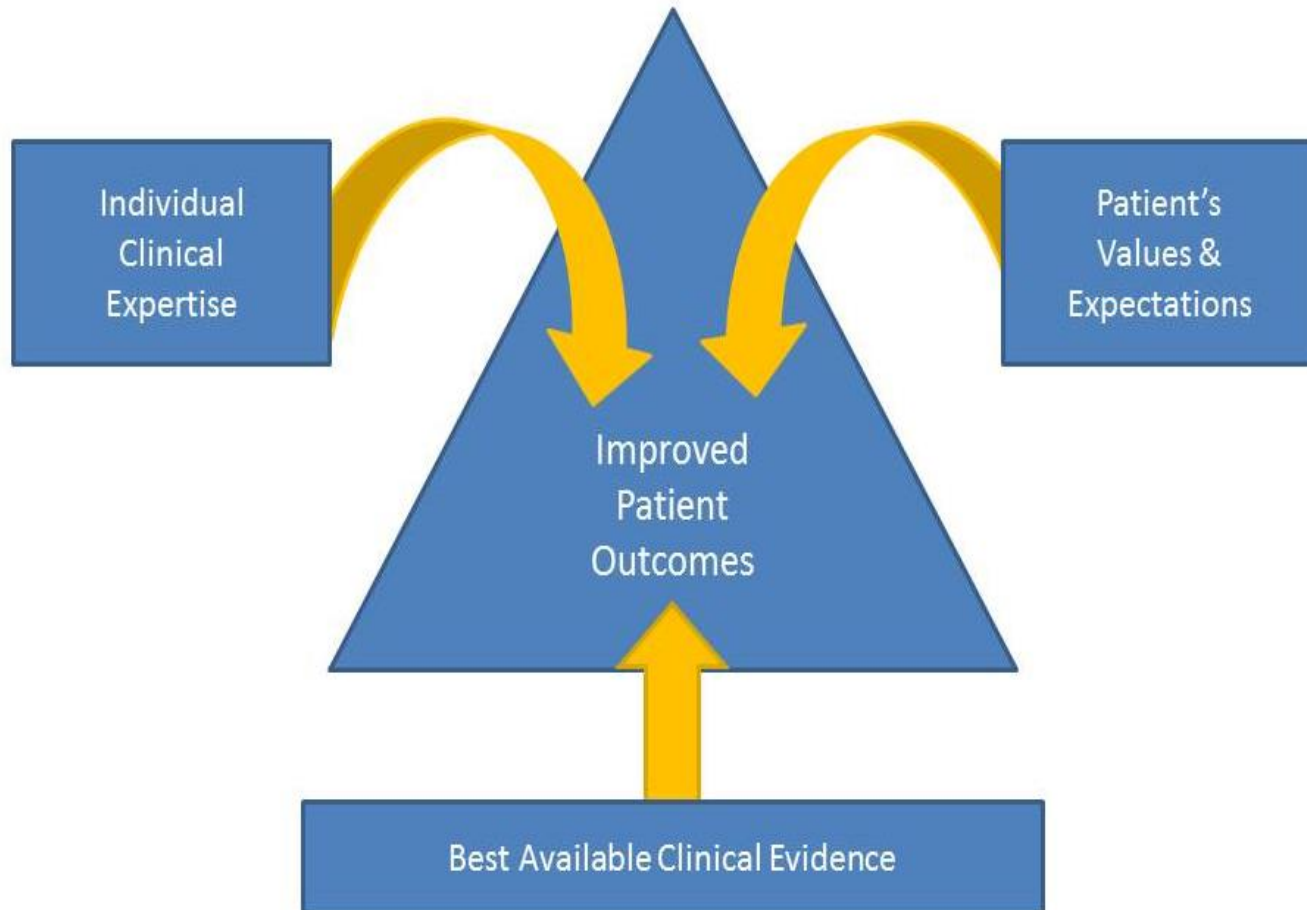 Individual
Clinical
Expertise
Patient's
Values &
Expectations
Improved
Patient
Outcomes
Best Available Clinical Evidence